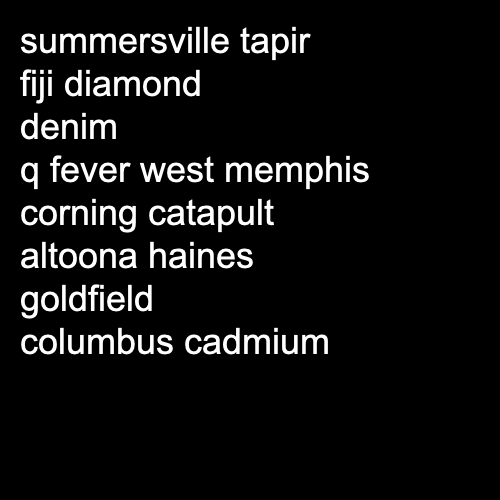 summersville tapir
fiji diamond
denim
q fever west memphis
corning catapult
altoona haines
goldfield
columbus cadmium